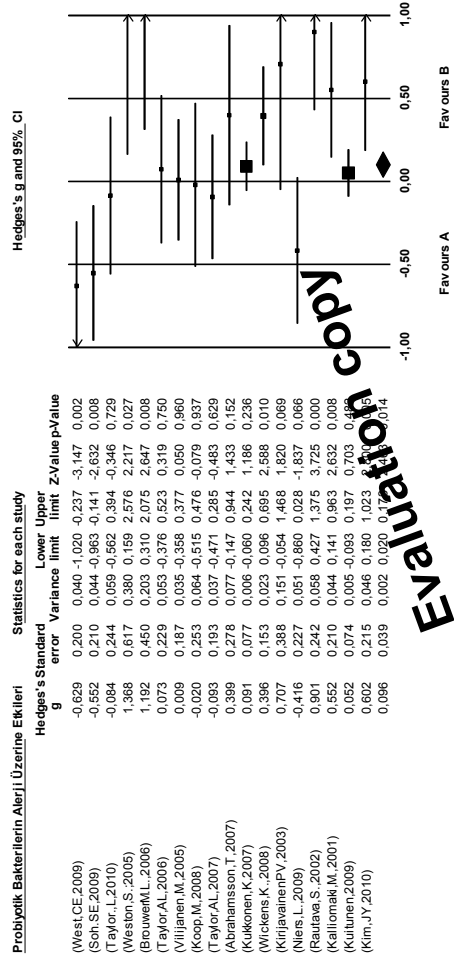 Probiyotik Bakterilerin Alerji Üzerine Etkileri Statistics for each study Hedges's g and 95% CI
Hedges's Standard Lower Upper
g error Variance limit limit Z-Value p-Value
(West,CE,2009) -0,629 0,200 0,040 -1,020 -0,237 -3,147 0,002
(Soh.SE,2009) -0,552 0,210 0,044 -0,963 -0,141 -2,632 0,008
(Taylor.,L,2010) -0,084 0,244 0,059 -0,562 0,394 -0,346 0,729
(Weston,S.,2005) 1,368 0,617 0,380 0,159 2,576 2,217 0,027
(BrouwerM.L.,2006) 1,192 0,450 0,203 0,310 2,075 2,647 0,008
(Taylor.AL,2006) 0,073 0,229 0,053 -0,376 0,523 0,319 0,750
(Viljanen,M,2005) 0,009 0,187 0,035 -0,358 0,377 0,050 0,960
(Koop,M.,2008) -0,020 0,253 0,064 -0,515 0,476 -0,079 0,937
(Taylor.AL,2007) -0,093 0,193 0,037 -0,471 0,285 -0,483 0,629
(Abrahamsson,T,2007) 0,399 0,278 0,077 -0,147 0,944 1,433 0,152
(Kukkonen,K,2007) 0,091 0,077 0,006 -0,060 0,242 1,186 0,236
(Wickens,K.,2008) 0,396 0,153 0,023 0,096 0,695 2,588 0,010
(KirjavainenPV,2003) 0,707 0,388 0,151 -0,054 1,468 1,820 0,069
(Niers,L.,2009) -0,416 0,227 0,051 -0,860 0,028 -1,837 0,066
(Rautava,S.,2002) 0,901 0,242 0,058 0,427 1,375 3,725 0,000
(Kalliomaki,M,2001) 0,552 0,210 0,044 0,141 0,963 2,632 0,008
(Kuitunen,2009) 0,052 0,074 0,005 -0,093 0,197 0,703
(Kim,JY,2010) 0,602 0,215 0,046 0,180 1,023
0,096 0,039 0,002 0,020 0,014
-1,00 -0,50 0,00 0,50 1,00
Favours A Favours B
Evaluation copy